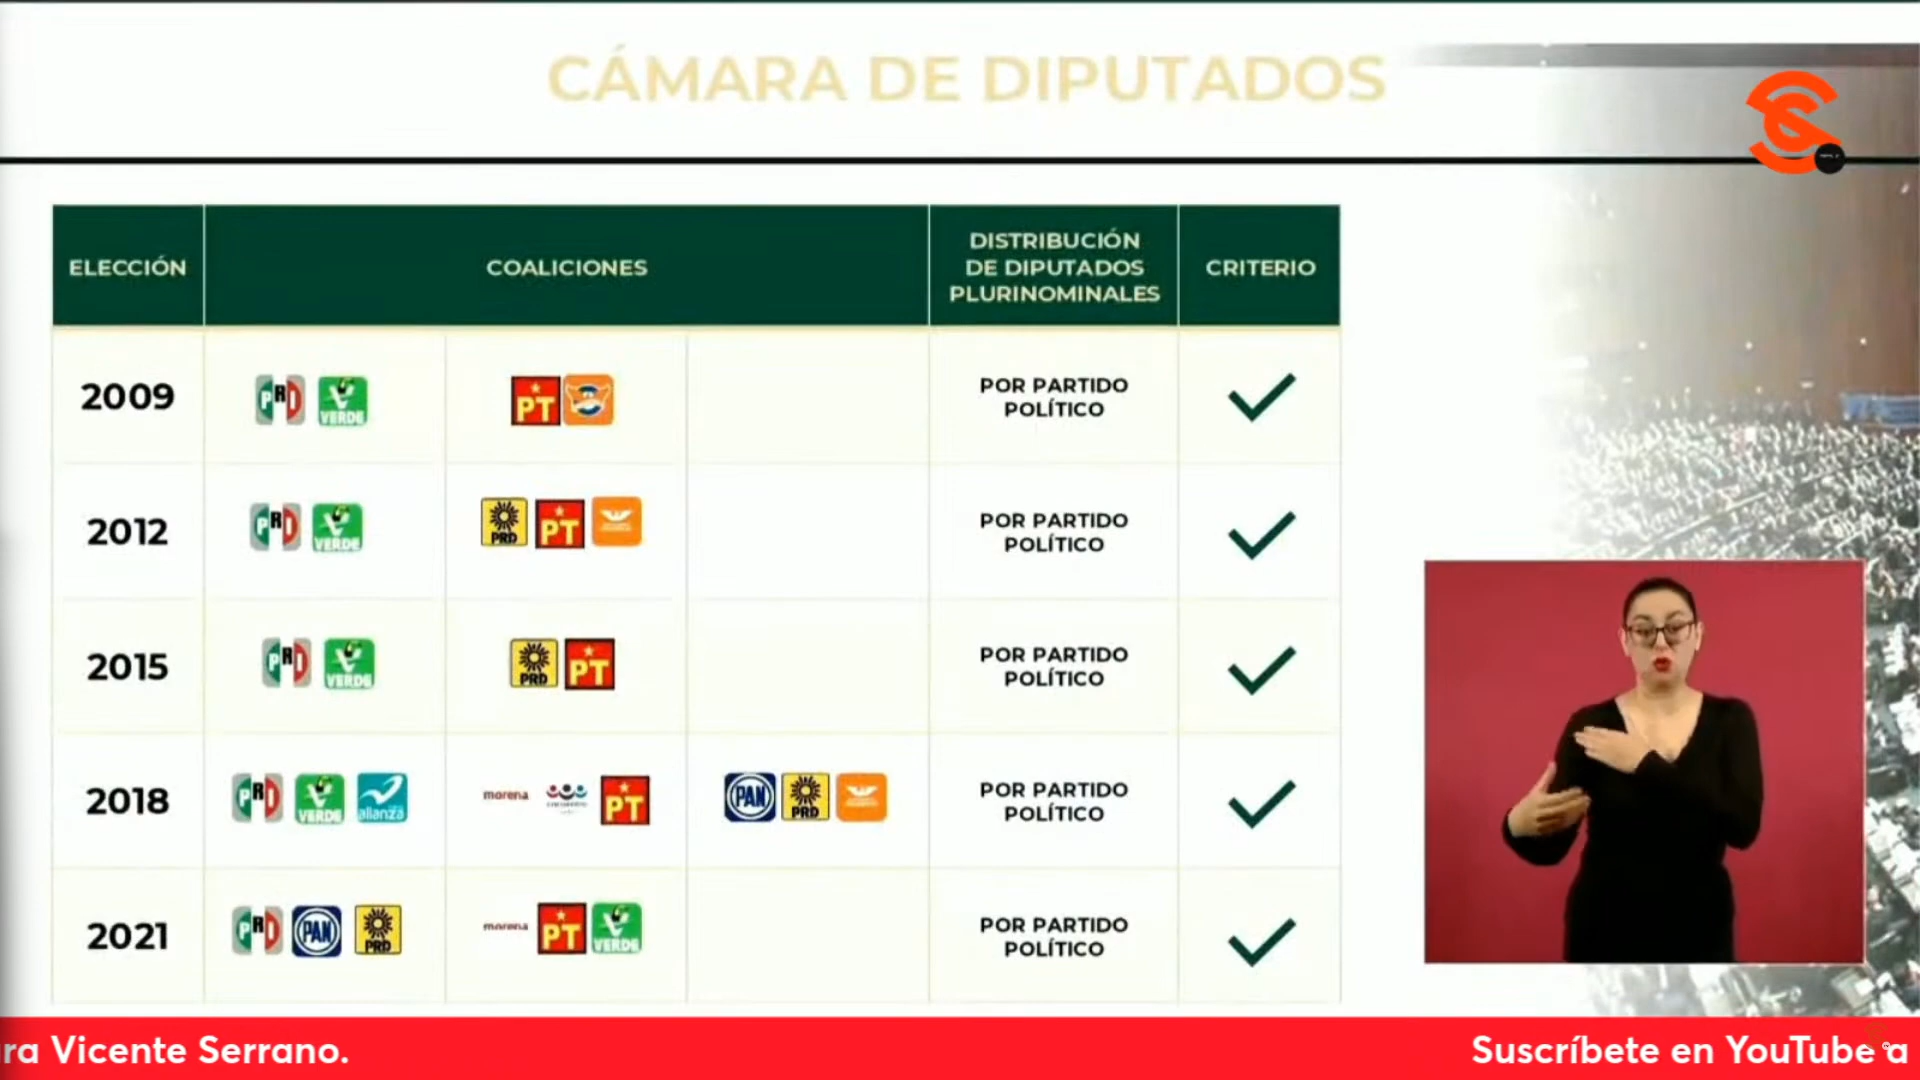 CÁMARA DE DIPUTADOS
ELECCIÓN
COALICIONES
DISTRIBUCIÓN
DE DIPUTADOS
PLURINOMINALES
CRITERIO
2009
PRI
VERDE
PT
POR PARTIDO
POLÍTICO
2012
PRI
VERDE
PRD
PT
POR PARTIDO
POLÍTICO
2015
PRI
VERDE
PRD
PT
POR PARTIDO
POLÍTICO
2018
PRI
VERDE
alianza
morena
encuentro
PT
PAN
PRD
POR PARTIDO
POLÍTICO
2021
PRI
PAN
PRD
morena
PT
VERDE
POR PARTIDO
POLÍTICO
ra Vicente Serrano.
Suscríbete en YouTube a